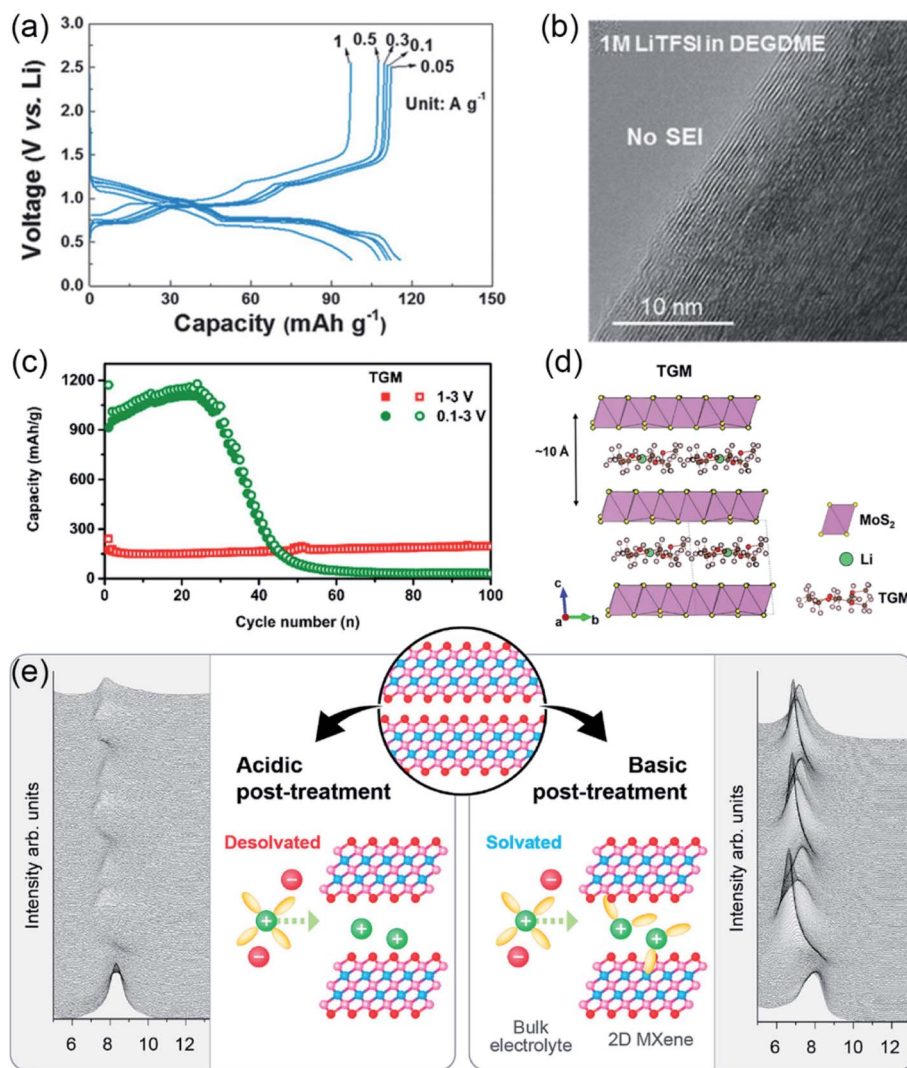 (a)
Voltage (V vs. Li)
3.0
2.5
2.0
1.5
1.0
0.5
0.0
1 0.5 0.3 0.1
0.05
Unit: A g⁻¹
0 30 60 90 120 150
Capacity (mAh g⁻¹)
(b)
1M LiTFSI in DEGDME
No SEI
10 nm
(c)
Capacity (mAh/g)
1200
900
600
300
0
TGM
1-3 V
0.1-3 V
0 20 40 60 80 100
Cycle number (n)
(d)
TGM
~10 Å
c
a b
MoS₂
Li
TGM
(e)
Intensity arb. units
6 8 10 12
Acidic
post-treatment
Desolvated
−
+
−
+ +
Basic
post-treatment
Solvated
−
+
−
+
+
Bulk
electrolyte
2D MXene
Intensity arb. units
6 8 10 12